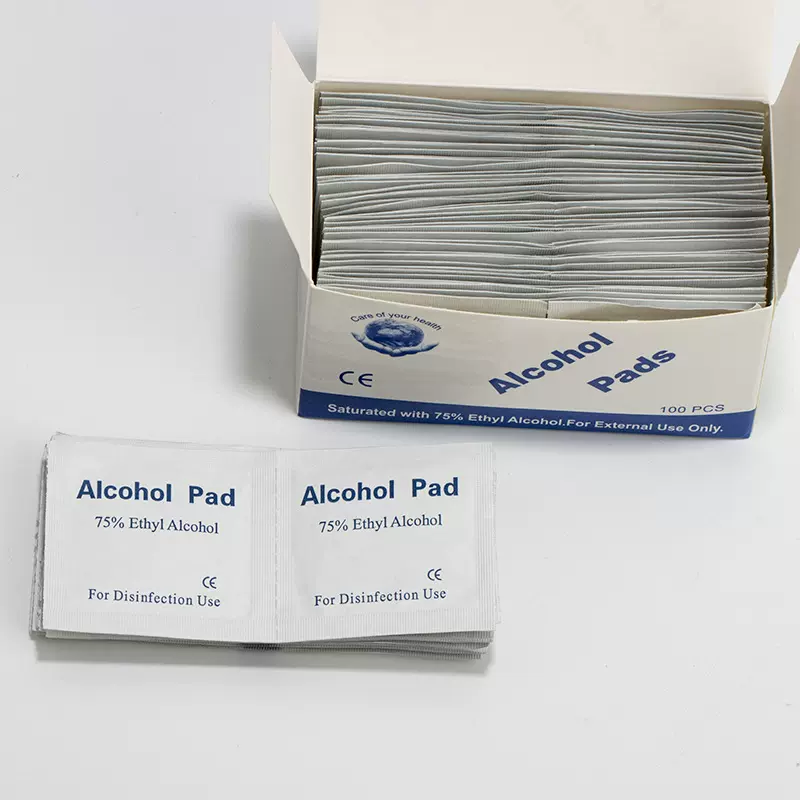 Care of your health
CE
Alcohol
Pads
100 PCS
Saturated with 75% Ethyl Alcohol.For External Use Only.
Alcohol Pad
75% Ethyl Alcohol
CE
For Disinfection Use
Alcohol Pad
75% Ethyl Alcohol
CE
For Disinfection Use